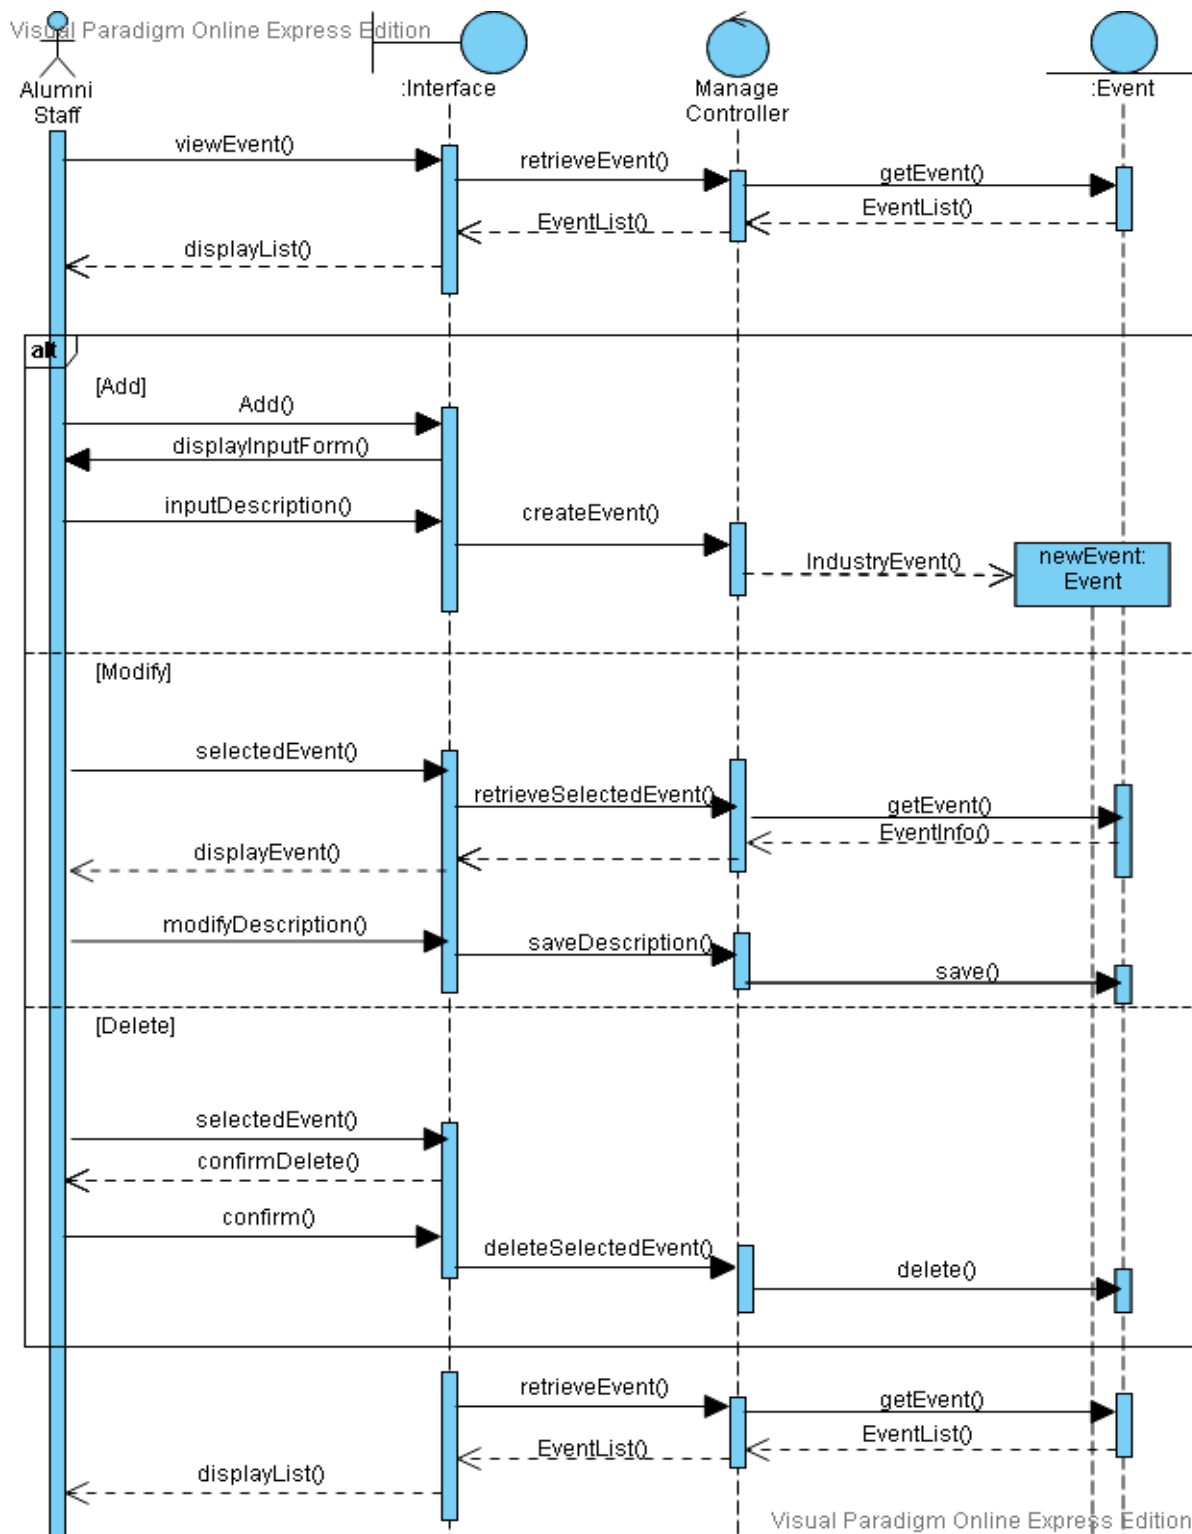 Visual Paradigm Online Express Edition
Alumni
Staff
:Interface
Manage
Controller
:Event
viewEvent()
retrieveEvent()
getEvent()
EventList()
EventList()
displayList()
alt
[Add]
Add()
displayInputForm()
inputDescription()
createEvent()
IndustryEvent()
newEvent:
Event
[Modify]
selectedEvent()
retrieveSelectedEvent()
getEvent()
EventInfo()
displayEvent()
modifyDescription()
saveDescription()
save()
[Delete]
selectedEvent()
confirmDelete()
confirm()
deleteSelectedEvent()
delete()
retrieveEvent()
getEvent()
EventList()
EventList()
displayList()
Visual Paradigm Online Express Edition